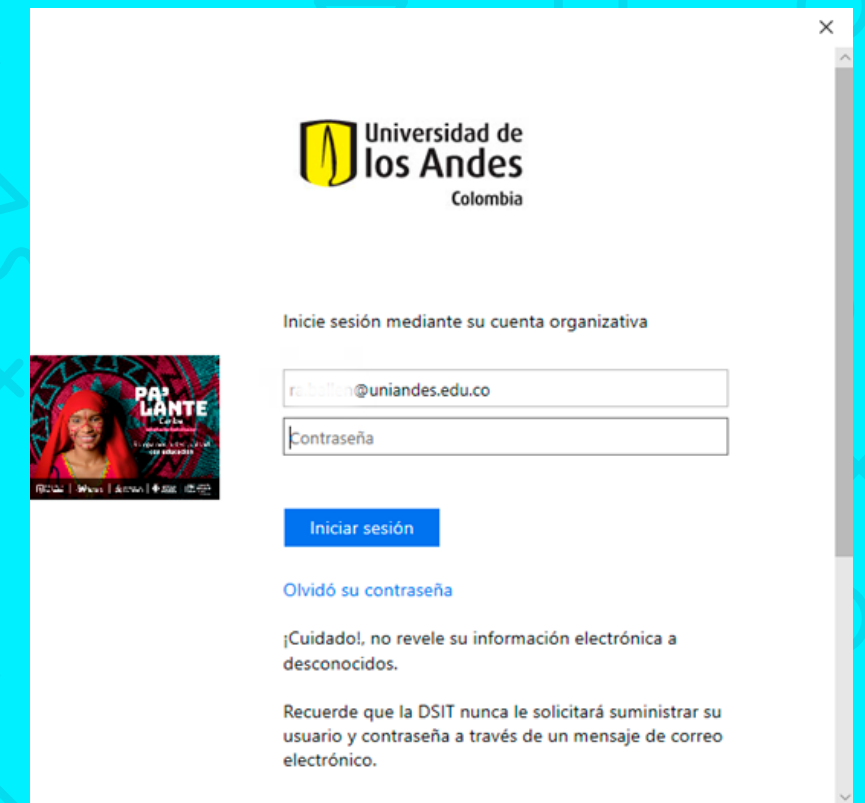 Universidad de
los Andes
Colombia
Inicie sesión mediante su cuenta organizativa
@uniandes.edu.co
Contraseña
PA'
LANTE
Caribe
Iniciar sesión
Olvidó su contraseña
¡Cuidado!, no revele su información electrónica a
desconocidos.
Recuerde que la DSIT nunca le solicitará suministrar su
usuario y contraseña a través de un mensaje de correo
electrónico.